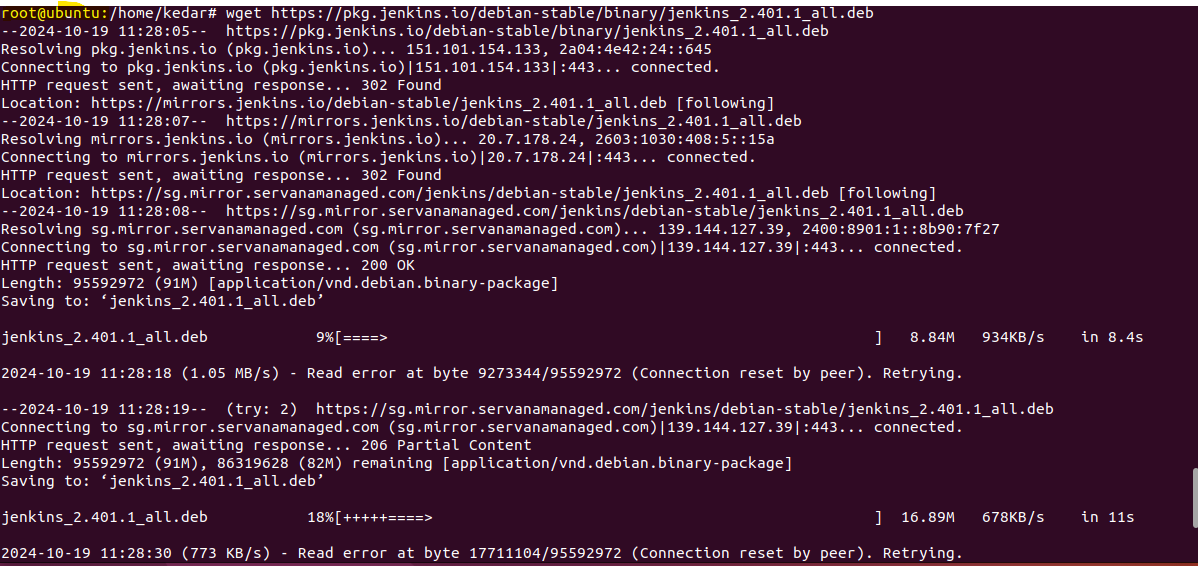 root@ubuntu:/home/kedar# wget https://pkg.jenkins.io/debian-stable/binary/jenkins_2.401.1_all.deb
--2024-10-19 11:28:05--  https://pkg.jenkins.io/debian-stable/binary/jenkins_2.401.1_all.deb
Resolving pkg.jenkins.io (pkg.jenkins.io)... 151.101.154.133, 2a04:4e42:24::645
Connecting to pkg.jenkins.io (pkg.jenkins.io)|151.101.154.133|:443... connected.
HTTP request sent, awaiting response... 302 Found
Location: https://mirrors.jenkins.io/debian-stable/jenkins_2.401.1_all.deb [following]
--2024-10-19 11:28:07--  https://mirrors.jenkins.io/debian-stable/jenkins_2.401.1_all.deb
Resolving mirrors.jenkins.io (mirrors.jenkins.io)... 20.7.178.24, 2603:1030:408:5::15a
Connecting to mirrors.jenkins.io (mirrors.jenkins.io)|20.7.178.24|:443... connected.
HTTP request sent, awaiting response... 302 Found
Location: https://sg.mirror.servanamanaged.com/jenkins/debian-stable/jenkins_2.401.1_all.deb [following]
--2024-10-19 11:28:08--  https://sg.mirror.servanamanaged.com/jenkins/debian-stable/jenkins_2.401.1_all.deb
Resolving sg.mirror.servanamanaged.com (sg.mirror.servanamanaged.com)... 139.144.127.39, 2400:8901:1::8b90:7f27
Connecting to sg.mirror.servanamanaged.com (sg.mirror.servanamanaged.com)|139.144.127.39|:443... connected.
HTTP request sent, awaiting response... 200 OK
Length: 95592972 (91M) [application/vnd.debian.binary-package]
Saving to: ‘jenkins_2.401.1_all.deb’
jenkins_2.401.1_all.deb            9%[====>                                                      ]   8.84M   934KB/s    in 8.4s
2024-10-19 11:28:18 (1.05 MB/s) - Read error at byte 9273344/95592972 (Connection reset by peer). Retrying.
--2024-10-19 11:28:19--  (try: 2)  https://sg.mirror.servanamanaged.com/jenkins/debian-stable/jenkins_2.401.1_all.deb
Connecting to sg.mirror.servanamanaged.com (sg.mirror.servanamanaged.com)|139.144.127.39|:443... connected.
HTTP request sent, awaiting response... 206 Partial Content
Length: 95592972 (91M), 86319628 (82M) remaining [application/vnd.debian.binary-package]
Saving to: ‘jenkins_2.401.1_all.deb’
jenkins_2.401.1_all.deb           18%[+++++====>                                                 ]  16.89M   678KB/s    in 11s
2024-10-19 11:28:30 (773 KB/s) - Read error at byte 17711104/95592972 (Connection reset by peer). Retrying.